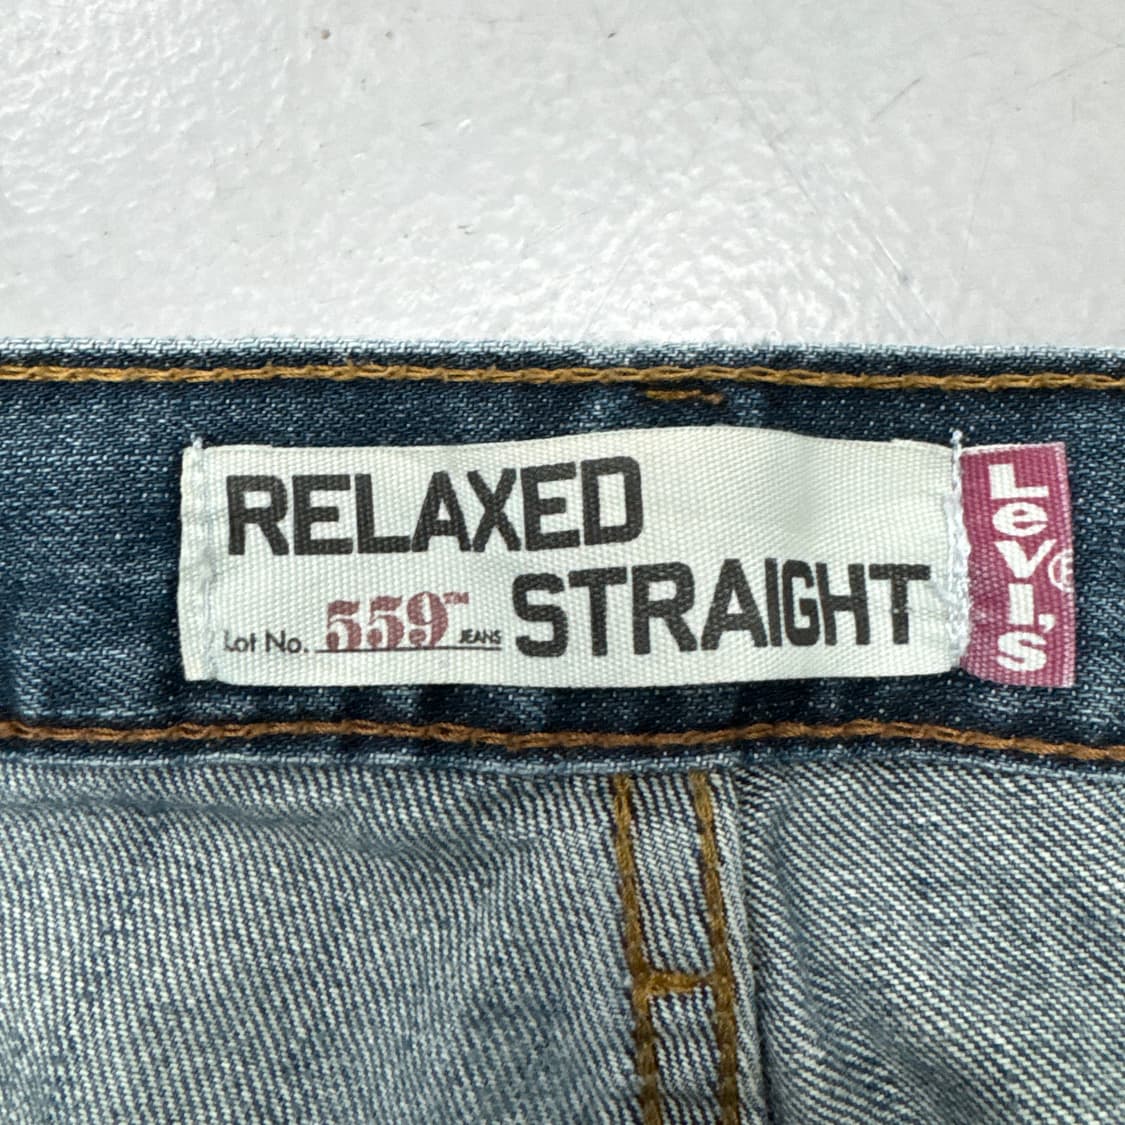 RELAXED
Lot No. 559™ JEANS STRAIGHT
LeVI'S®